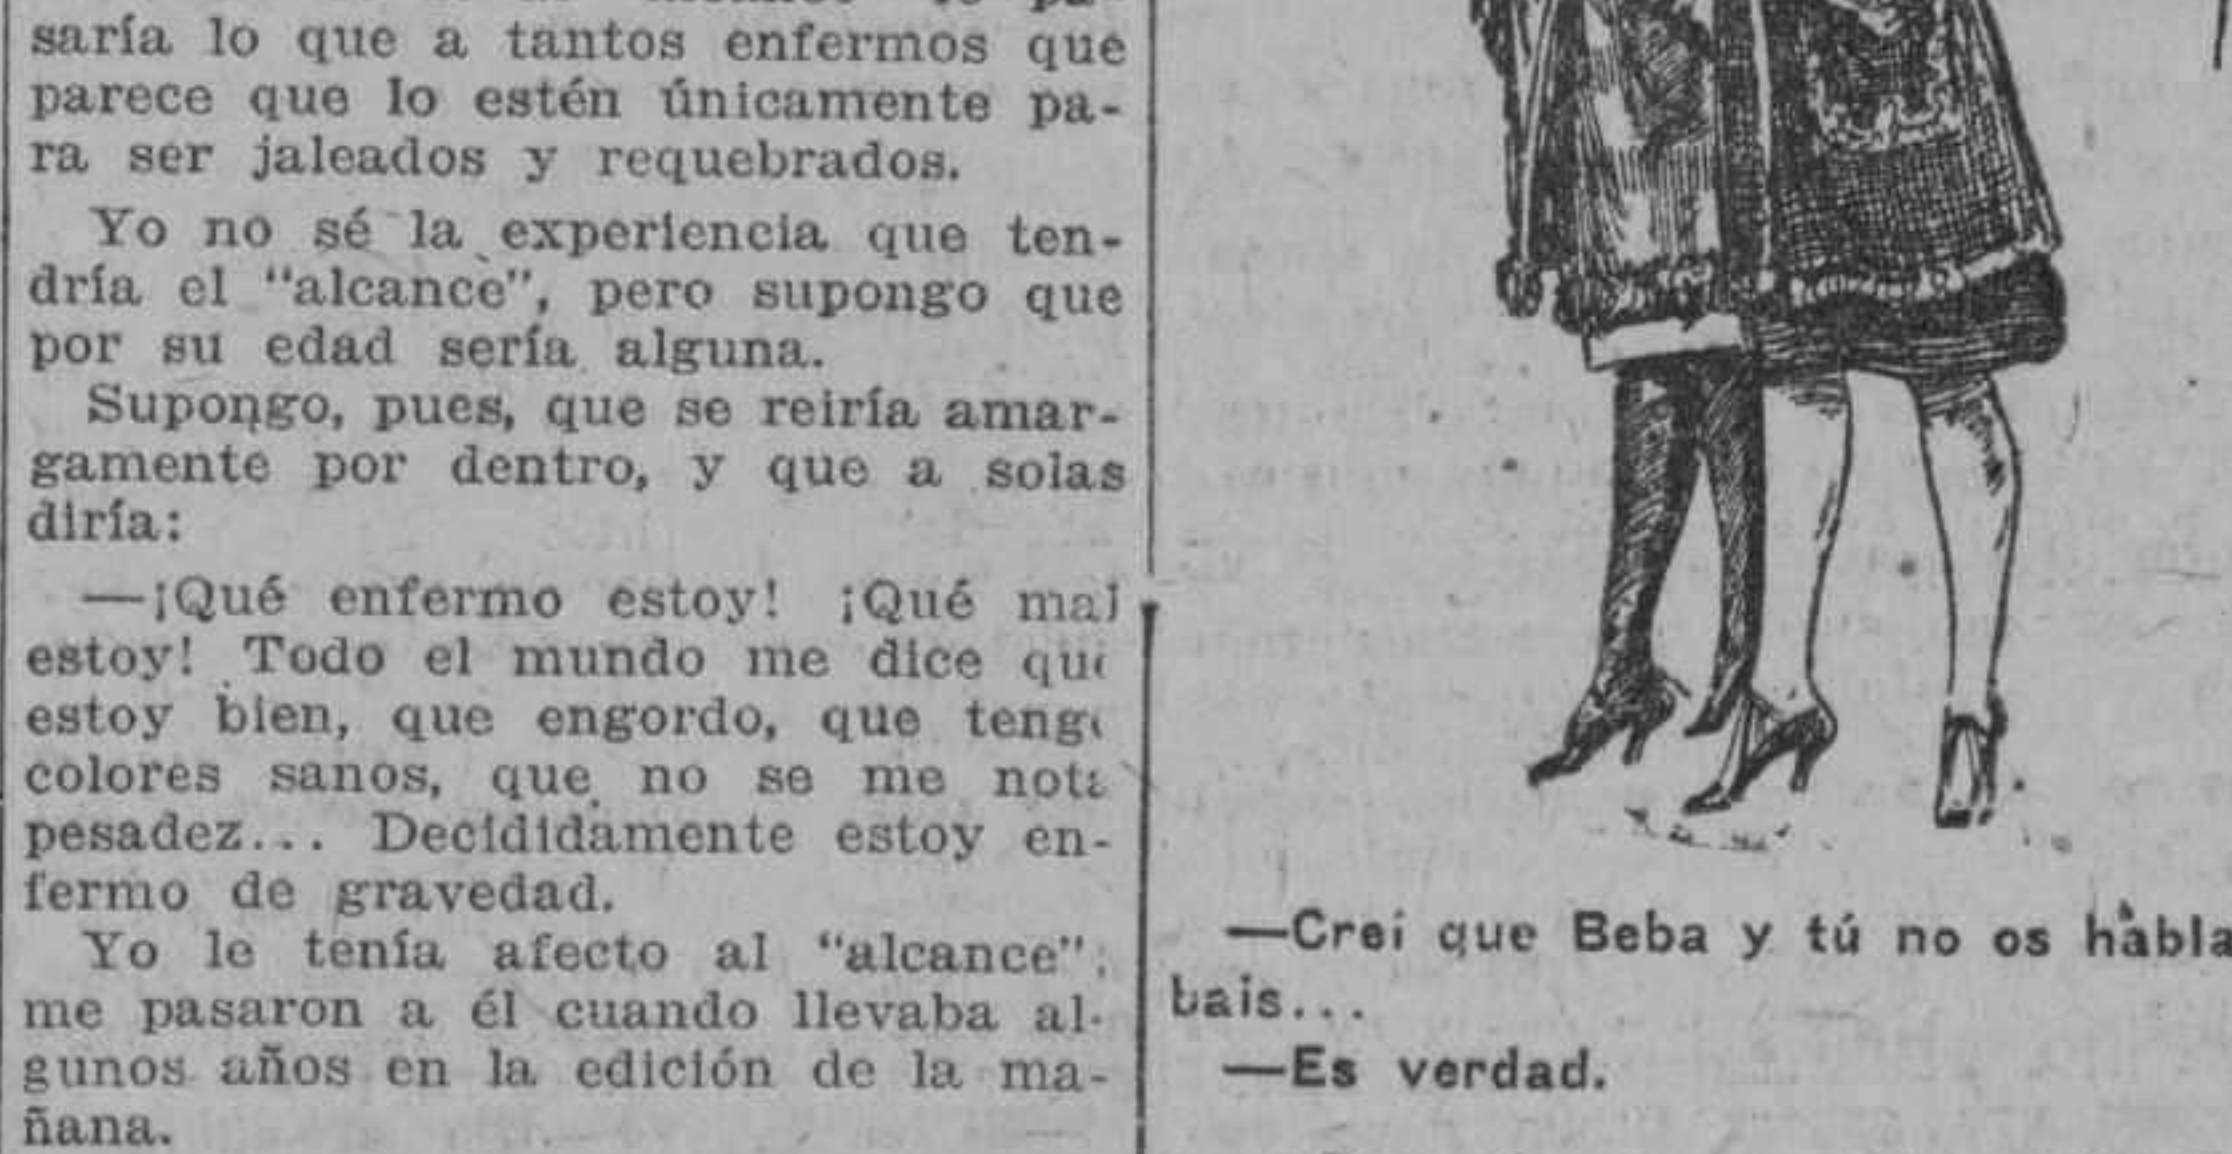 saría lo que a tantos enfermos que
parece que lo estén únicamente pa-
ra ser jaleados y requebrados.
Yo no sé la experiencia que ten-
dría el "alcance", pero supongo que
por su edad sería alguna.
Supongo, pues, que se reiría amar-
gamente por dentro, y que a solas
diría:
—¡Qué enfermo estoy! ¡Qué mal
estoy! Todo el mundo me dice que
estoy bien, que engordo, que tengo
colores sanos, que no se me nota
pesadez... Decididamente estoy en-
fermo de gravedad.
Yo le tenía afecto al "alcance";
me pasaron a él cuando llevaba al-
gunos años en la edición de la ma-
ñana.
—Creí que Beba y tú no os habla
bais...
—Es verdad.